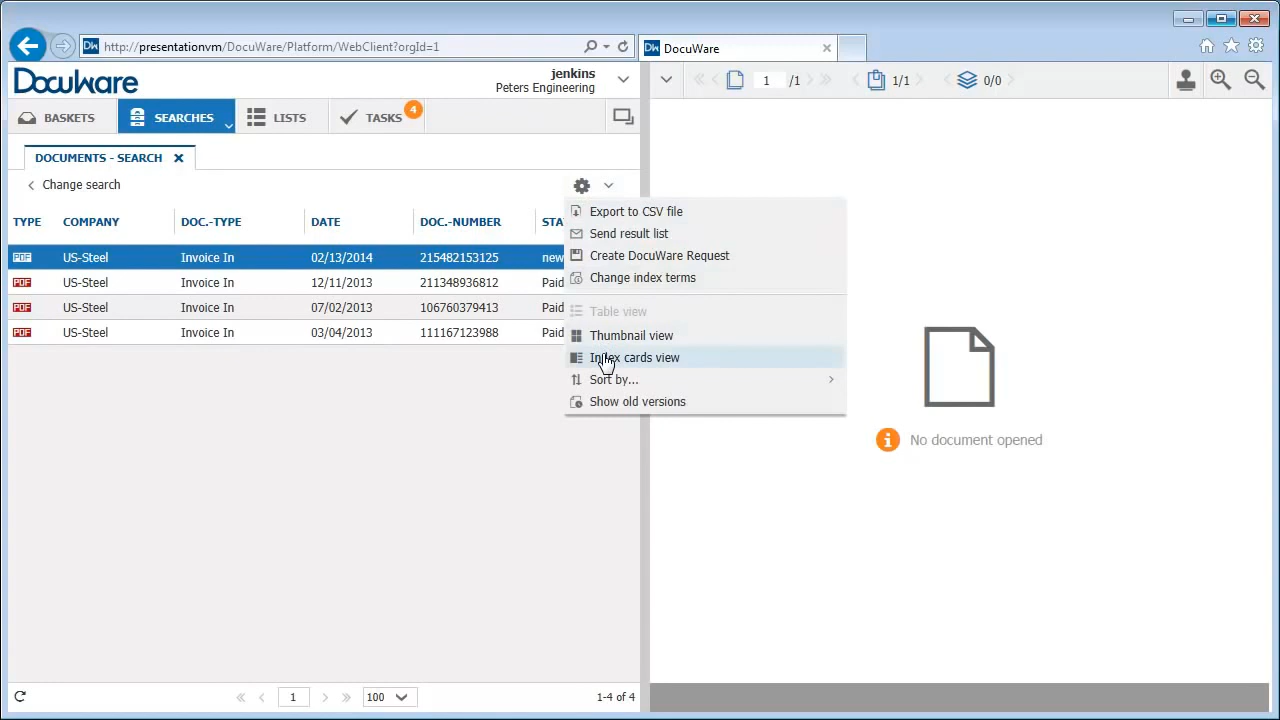 http://presentationvm/DocuWare/Platform/WebClient?orgId=1
DW DocuWare
DocuWare
jenkins
Peters Engineering
1 /1
1/1
0/0
BASKETS
SEARCHES
LISTS
TASKS 4
DOCUMENTS - SEARCH
Change search
TYPE COMPANY DOC.-TYPE DATE DOC.-NUMBER STA
PDF US-Steel Invoice In 02/13/2014 215482153125 new
PDF US-Steel Invoice In 12/11/2013 211348936812 Paid
PDF US-Steel Invoice In 07/02/2013 106760379413 Paid
PDF US-Steel Invoice In 03/04/2013 111167123988 Paid
Export to CSV file
Send result list
Create DocuWare Request
Change index terms
Table view
Thumbnail view
Index cards view
Sort by...
Show old versions
No document opened
1
100
1-4 of 4